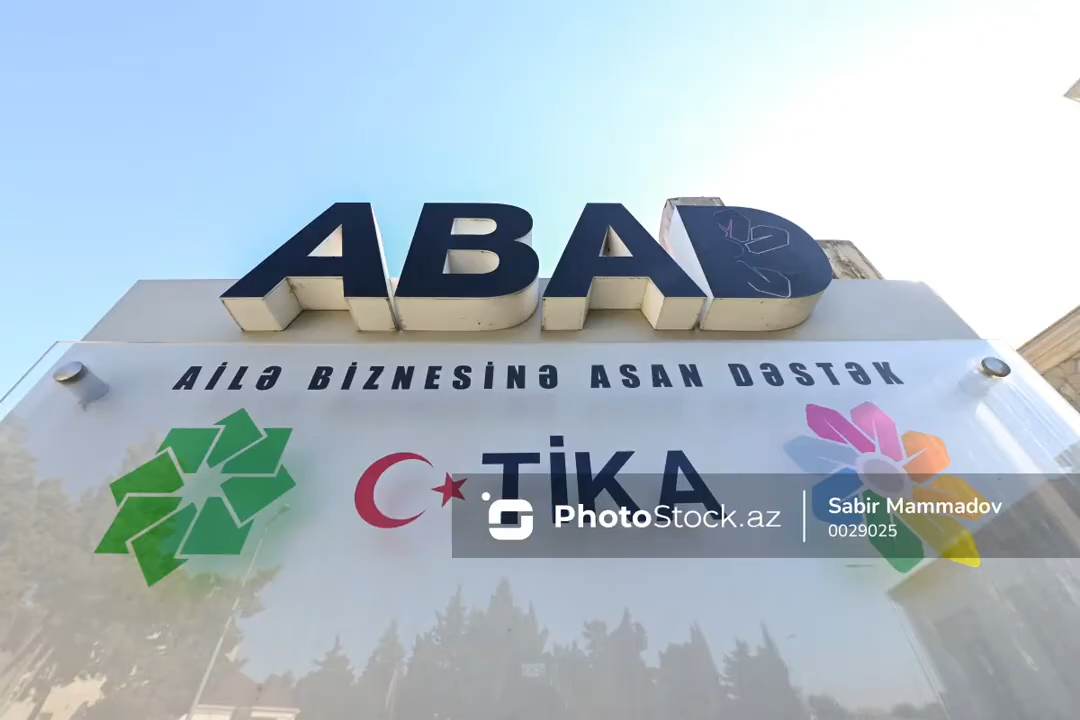 ABAD
AİLƏ BİZNESİNƏ ASAN DƏSTƏK
TİKA
PhotoStock.az
Sabir Mammadov
0029025